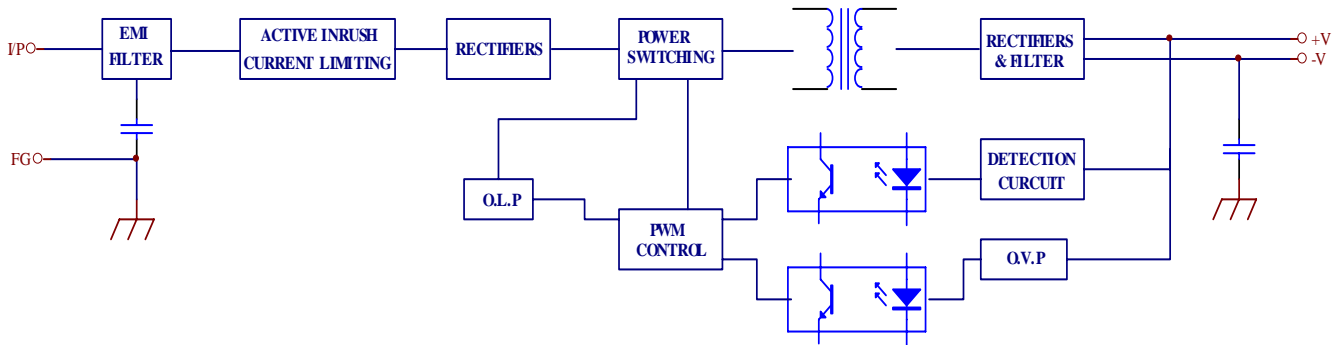 I/P
EMI
FILTER
ACTIVE INRUSH
CURRENT LIMITING
RECTIFIERS
POWER
SWITCHING
RECTIFIERS
& FILTER
+V
-V
FG
O.L.P
PWM
CONTROL
DETECTION
CURCUIT
O.V.P